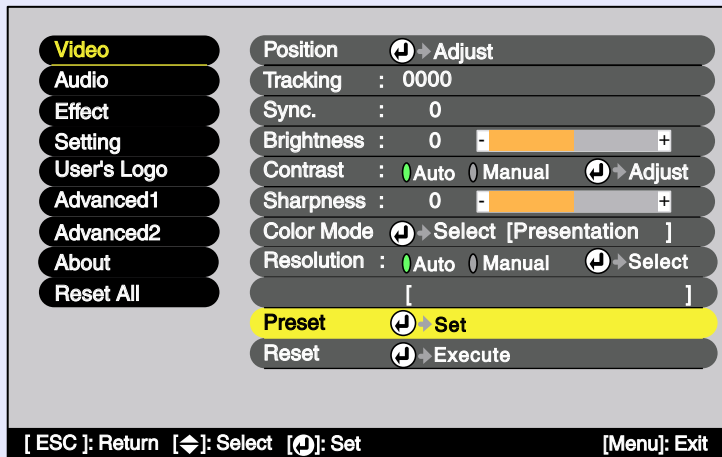 Video
Audio
Effect
Setting
User's Logo
Advanced1
Advanced2
About
Reset All
Position Adjust
Tracking : 0000
Sync. : 0
Brightness : 0 - +
Contrast : Auto Manual Adjust
Sharpness : 0 - +
Color Mode Select [Presentation ]
Resolution : Auto Manual Select
[ ]
Preset Set
Reset Execute
[ ESC ]: Return [ ]: Select [ ]: Set [Menu]: Exit